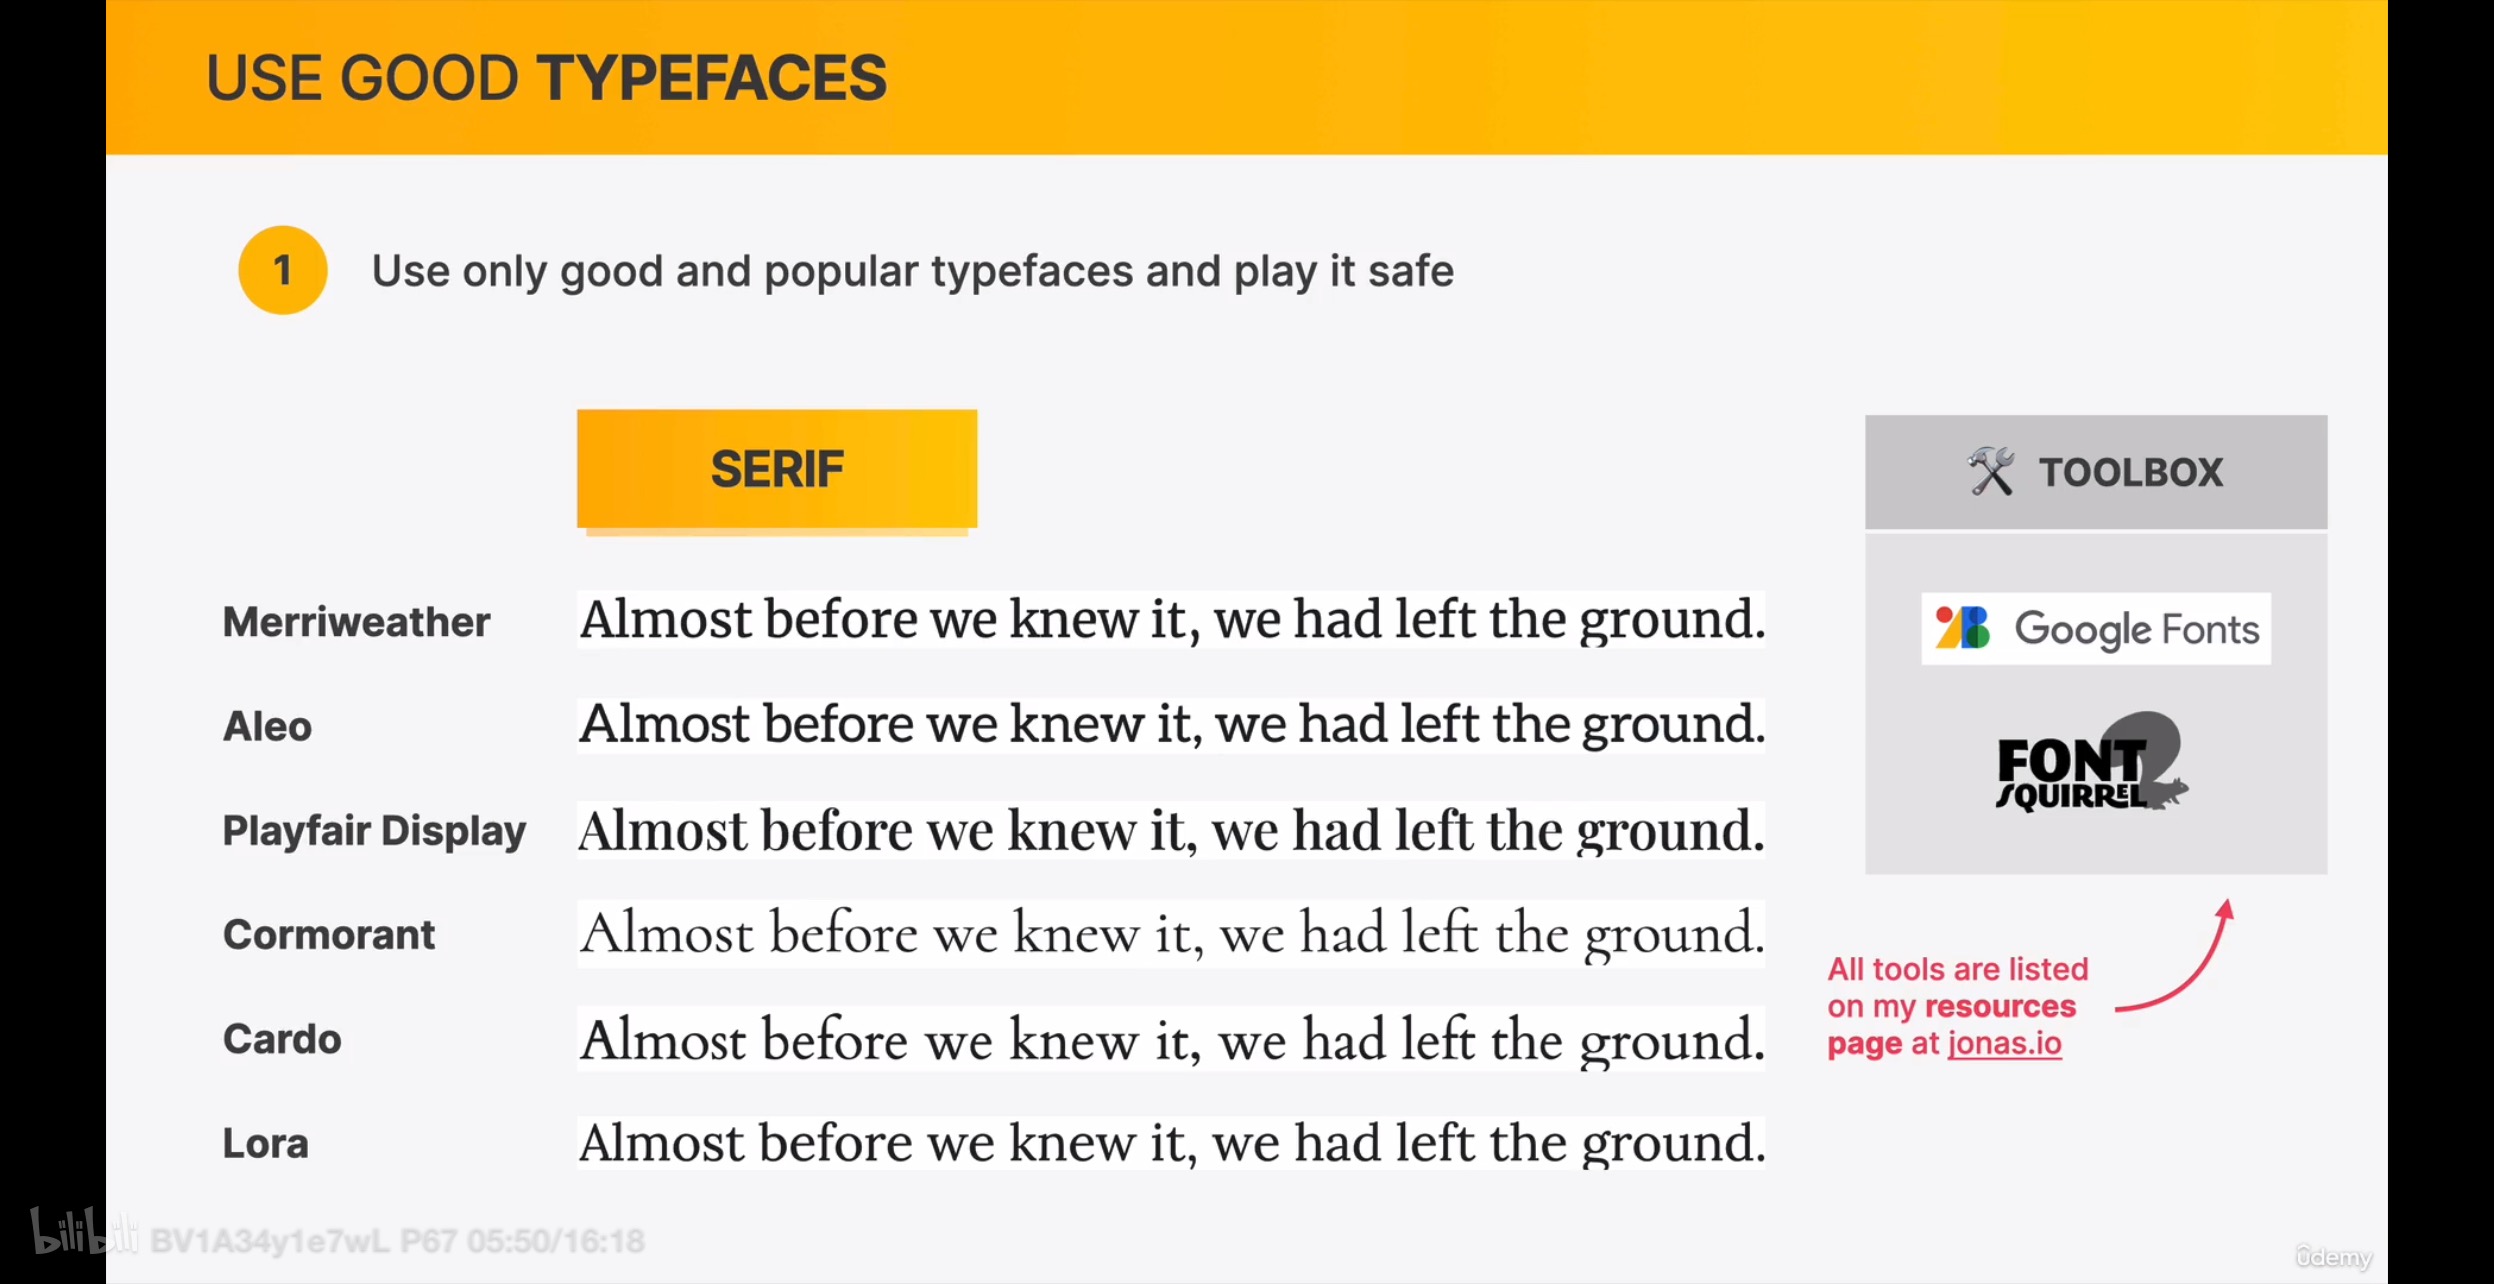 USE GOOD TYPEFACES
1 Use only good and popular typefaces and play it safe
SERIF
Merriweather Almost before we knew it, we had left the ground.
Aleo Almost before we knew it, we had left the ground.
Playfair Display Almost before we knew it, we had left the ground.
Cormorant Almost before we knew it, we had left the ground.
Cardo Almost before we knew it, we had left the ground.
Lora Almost before we knew it, we had left the ground.
TOOLBOX
Google Fonts
FONT
SQUIRREL
All tools are listed
on my resources
page at jonas.io
bilibili BV1A34y1e7wL P67 05:50/16:18
ûdemy